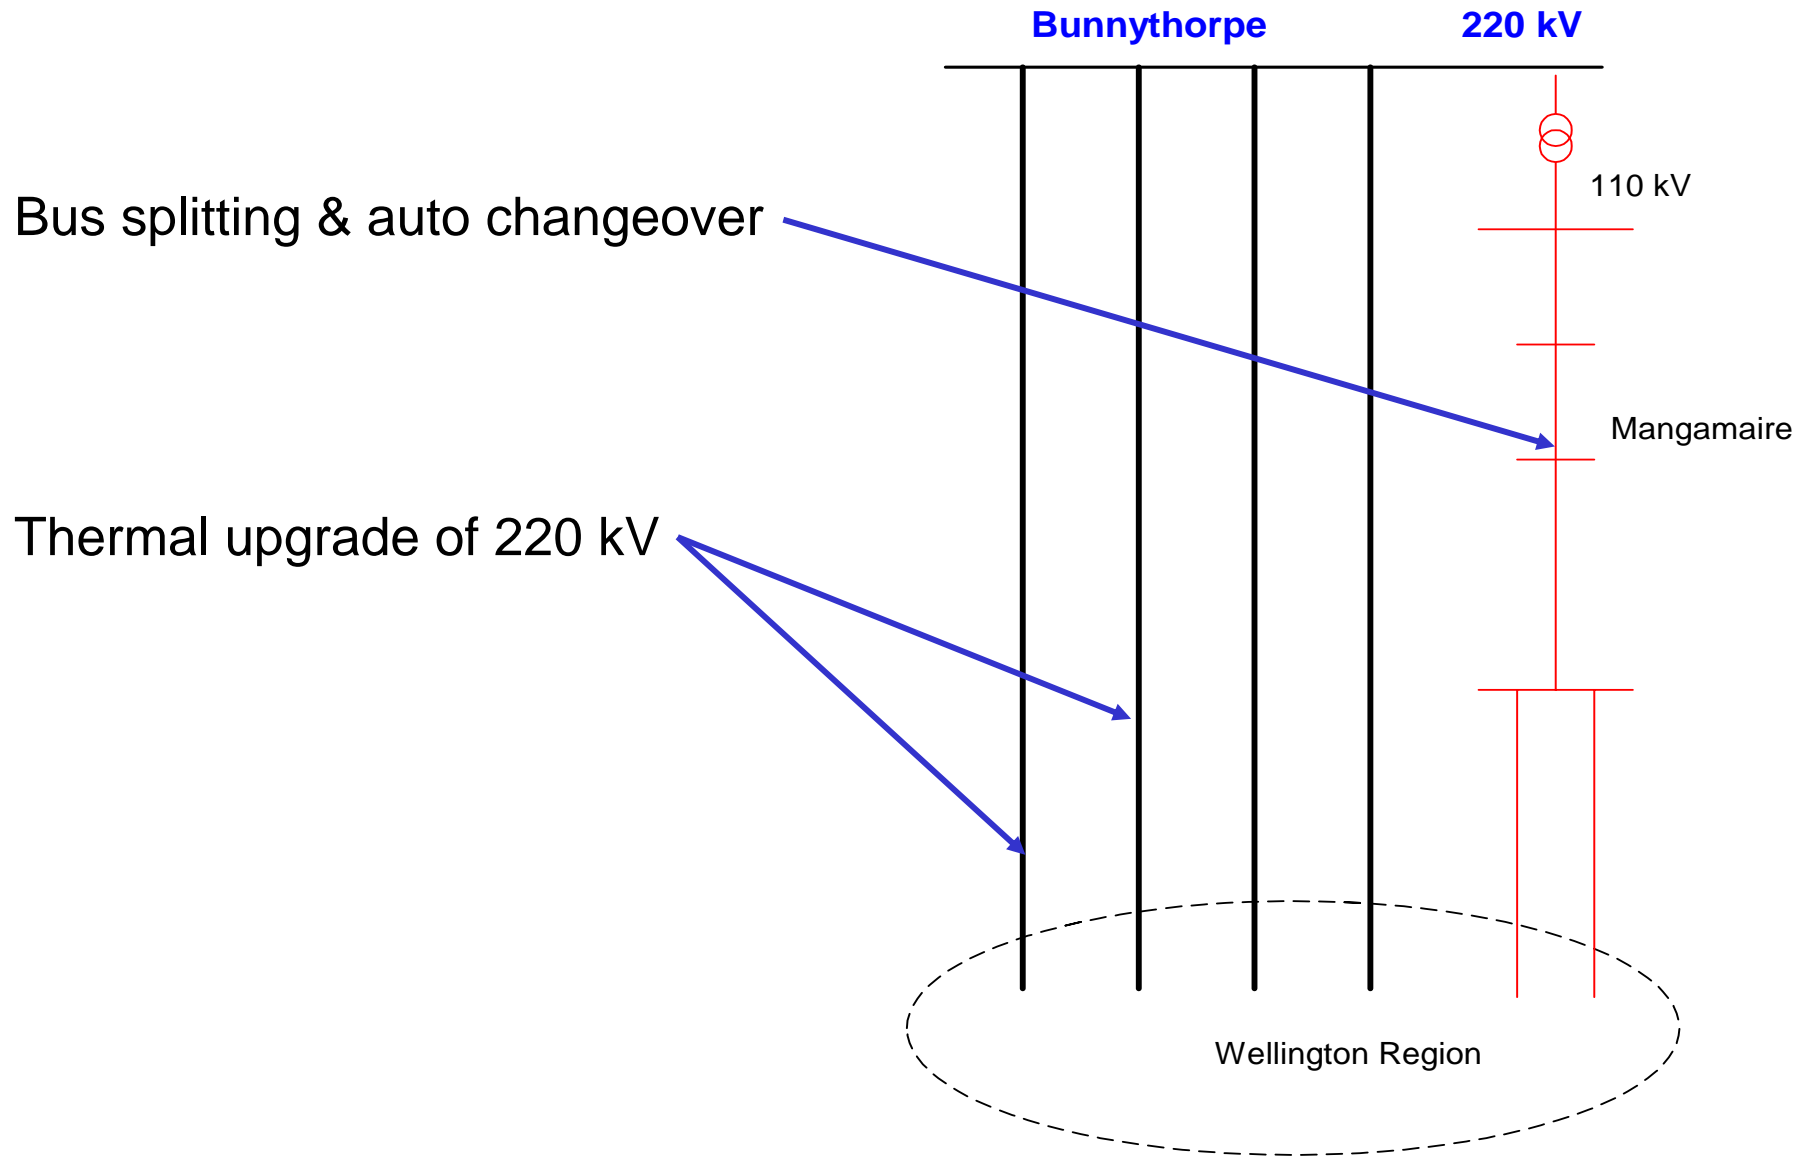 Bunnythorpe 220 kV
110 kV
Bus splitting & auto changeover
Mangamaire
Thermal upgrade of 220 kV
Wellington Region